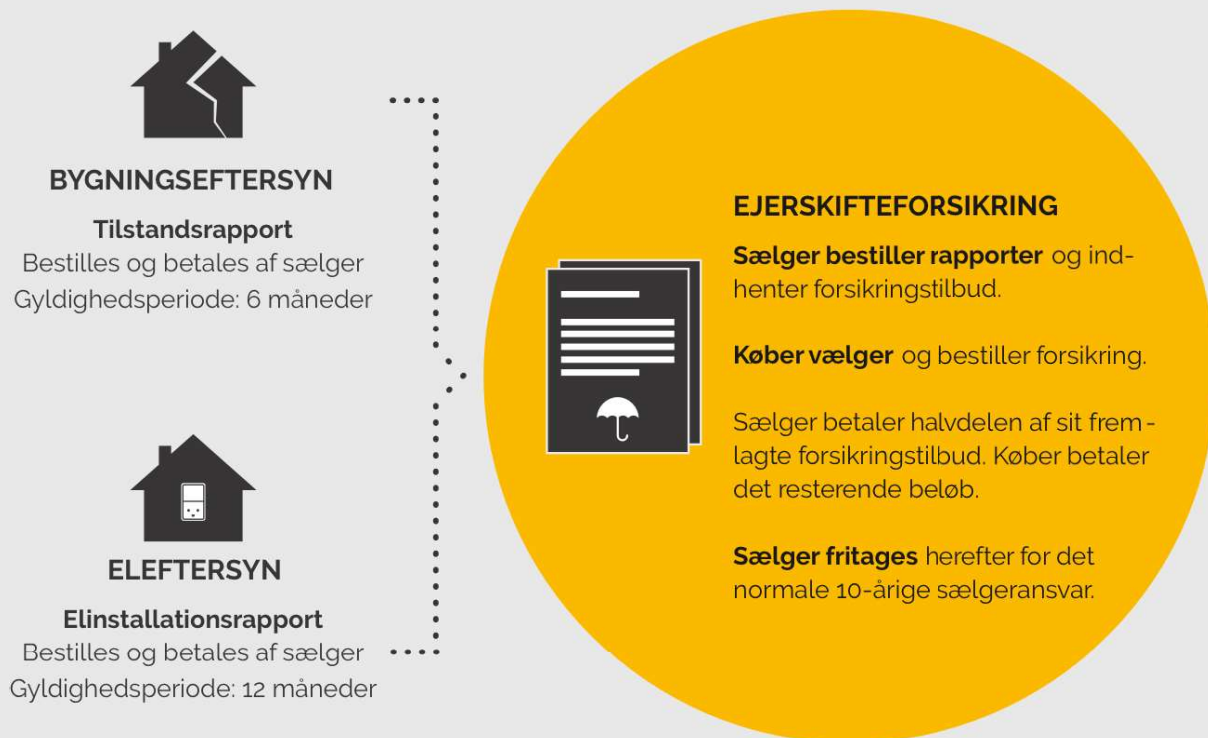 BYGNINGSEFTERSYN
Tilstandsrapport
Bestilles og betales af sælger
Gyldighedsperiode: 6 måneder
ELEFTERSYN
Elinstallationsrapport
Bestilles og betales af sælger
Gyldighedsperiode: 12 måneder
EJERSKIFTEFORSIKRING
Sælger bestiller rapporter og ind-
henter forsikringstilbud.
Køber vælger og bestiller forsikring.
Sælger betaler halvdelen af sit frem-
lagte forsikringstilbud. Køber betaler
det resterende beløb.
Sælger fritages herefter for det
normale 10-årige sælgeransvar.